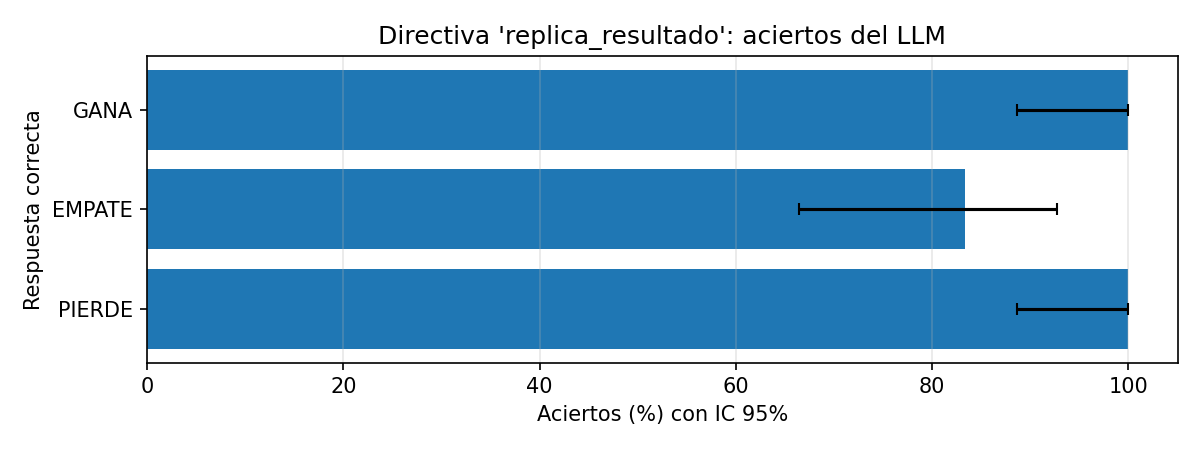 Directiva 'replica_resultado': aciertos del LLM
Respuesta correcta
GANA
EMPATE
PIERDE
0 20 40 60 80 100
Aciertos (%) con IC 95%